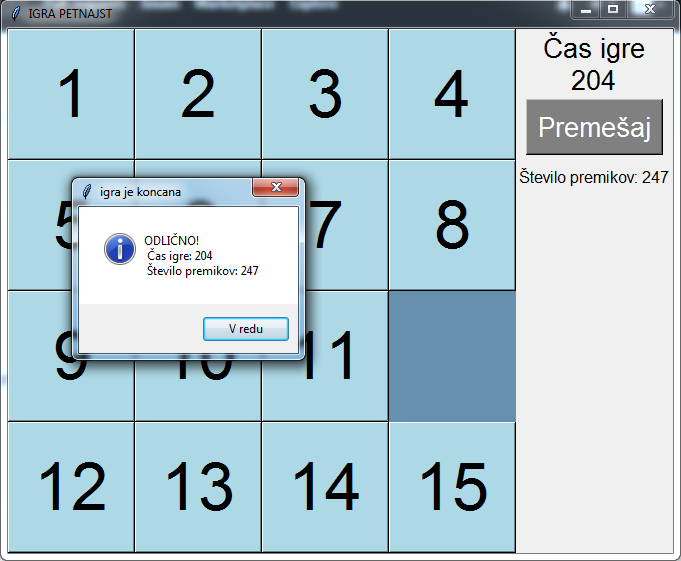 IGRA PETNAJST
1 2 3 4
5 7 8
9 10 11
12 13 14 15
Čas igre
204
Premešaj
Število premikov: 247
igra je koncana
ODLIČNO!
Čas igre: 204
Število premikov: 247
V redu